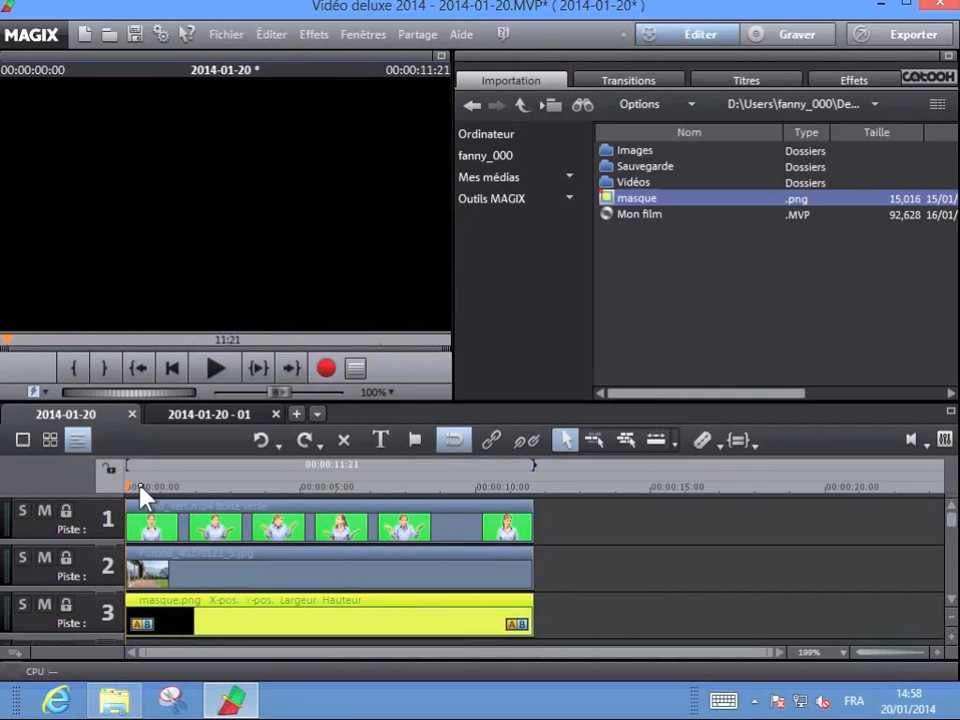 Vidéo deluxe 2014 - 2014-01-20.MVP* ( 2014-01-20* )
MAGIX Fichier Éditer Effets Fenêtres Partage Aide Éditer Graver Exporter
00:00:00:00 2014-01-20 * 00:00:11:21
Importation Transitions Titres Effets CATOOH
Options D:\Users\fanny_000\De...
Ordinateur
fanny_000
Mes médias
Outils MAGIX
Nom Type Taille
Images Dossiers
Sauvegarde Dossiers
Vidéos Dossiers
masque .png 15,016 15/01/
Mon film .MVP 92,628 16/01/
11:21
100%
2014-01-20 2014-01-20 - 01
00:00:11:21
00:00:00 00:00:05:00 00:00:10:00 00:00:15:00 00:00:20:00
S M Piste : 1
S M Piste : 2
S M Piste : 3
masque.png X-pos. Y-pos. Largeur Hauteur
AB AB
199%
CPU :--
FRA 14:58
20/01/2014